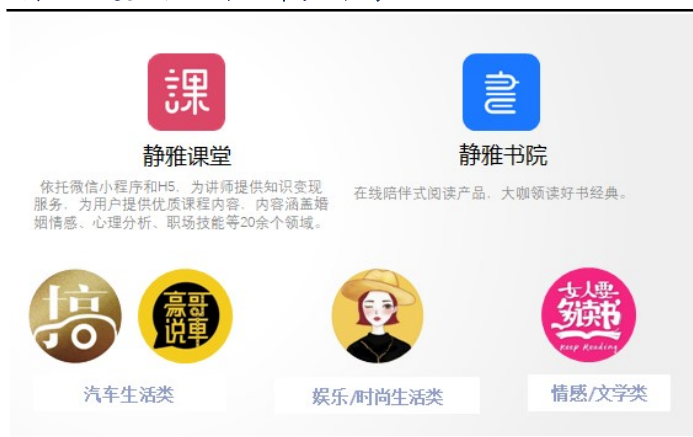 課
書
静雅课堂
静雅书院
依托微信小程序和H5,为讲师提供知识变现
服务,为用户提供优质课程内容,内容涵盖婚
姻情感、心理分析、职场技能等20余个领域。
在线陪伴式阅读产品,大咖领读好书经典。
搞
豪哥
说車
女人要
多读书
Keep Reading
汽车生活类
娱乐/时尚生活类
情感/文学类